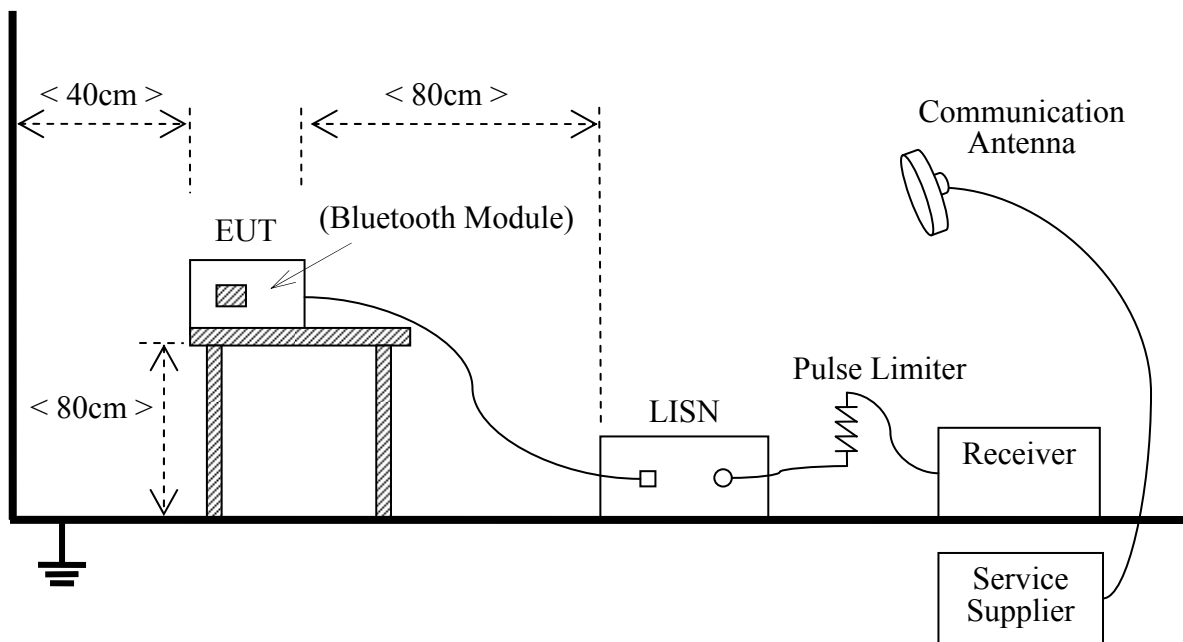 < 40cm >
< 80cm >
Communication
Antenna
(Bluetooth Module)
EUT
Pulse Limiter
< 80cm >
LISN
Receiver
Service
Supplier